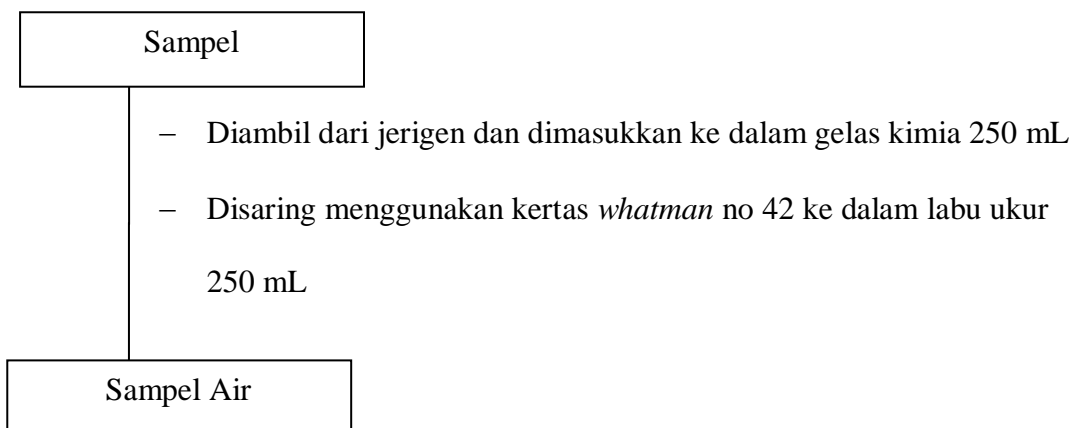 Sampel
– Diambil dari jerigen dan dimasukkan ke dalam gelas kimia 250 mL
– Disaring menggunakan kertas whatman no 42 ke dalam labu ukur
250 mL
Sampel Air